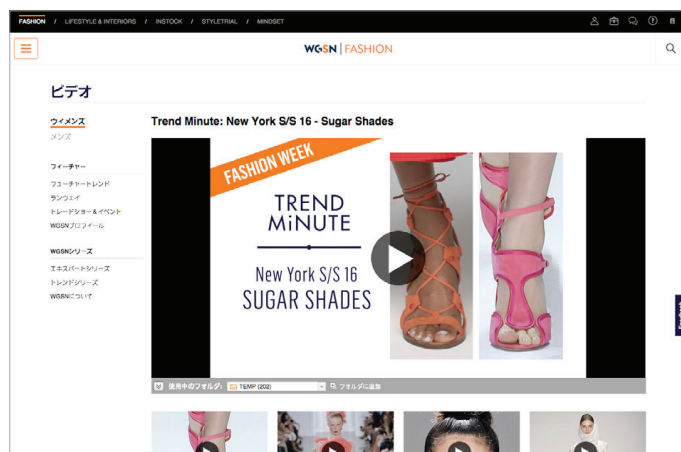 FASHION / LIFESTYLE & INTERIORS / INSTOCK / STYLETRIAL / MINDSET
WGSN | FASHION
ビデオ
ウィメンズ
メンズ
フィーチャー
フューチャートレンド
ランウェイ
トレードショー & イベント
WGSNプロフィール
WGSNシリーズ
エキスパートシリーズ
トレンドシリーズ
WGSNについて
Trend Minute: New York S/S 16 - Sugar Shades
FASHION WEEK
TREND
MiNUTE
New York S/S 16
SUGAR SHADES
使用中のフォルダ: TEMP (202) フォルダに追加
Feedback